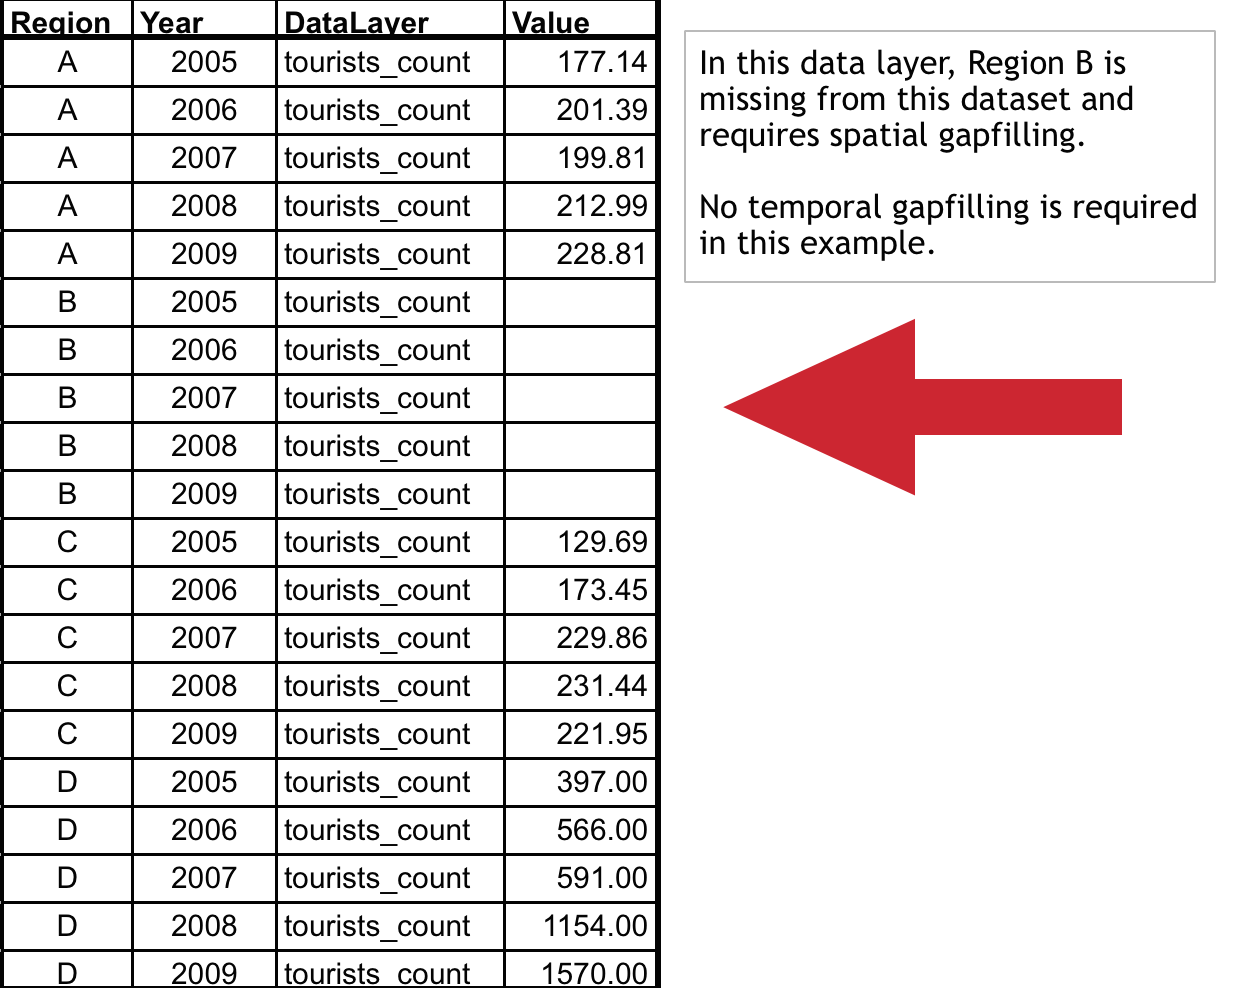 Region Year DataLayer Value
A 2005 tourists_count 177.14
A 2006 tourists_count 201.39
A 2007 tourists_count 199.81
A 2008 tourists_count 212.99
A 2009 tourists_count 228.81
B 2005 tourists_count
B 2006 tourists_count
B 2007 tourists_count
B 2008 tourists_count
B 2009 tourists_count
C 2005 tourists_count 129.69
C 2006 tourists_count 173.45
C 2007 tourists_count 229.86
C 2008 tourists_count 231.44
C 2009 tourists_count 221.95
D 2005 tourists_count 397.00
D 2006 tourists_count 566.00
D 2007 tourists_count 591.00
D 2008 tourists_count 1154.00
D 2009 tourists_count 1570.00
In this data layer, Region B is
missing from this dataset and
requires spatial gapfilling.
No temporal gapfilling is required
in this example.